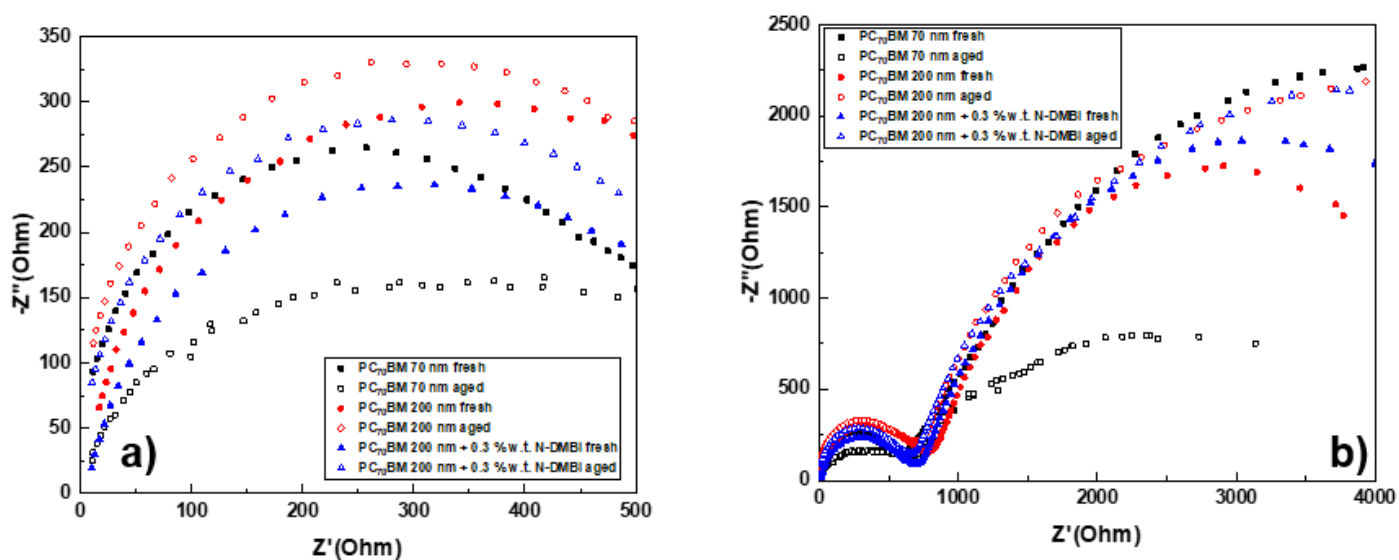 350
300
250
200
150
100
50
0
-Z''(Ohm)
a)
PC70BM 70 nm fresh
PC70BM 70 nm aged
PC70BM 200 nm fresh
PC70BM 200 nm aged
PC70BM 200 nm + 0.3 % w.t. N-DMBI fresh
PC70BM 200 nm + 0.3 % w.t. N-DMBI aged
0 100 200 300 400 500
Z'(Ohm)
2500
2000
1500
1000
500
0
-Z''(Ohm)
PC70BM 70 nm fresh
PC70BM 70 nm aged
PC70BM 200 nm fresh
PC70BM 200 nm aged
PC70BM 200 nm + 0.3 % w.t. N-DMBI fresh
PC70BM 200 nm + 0.3 % w.t. N-DMBI aged
b)
0 1000 2000 3000 4000
Z'(Ohm)